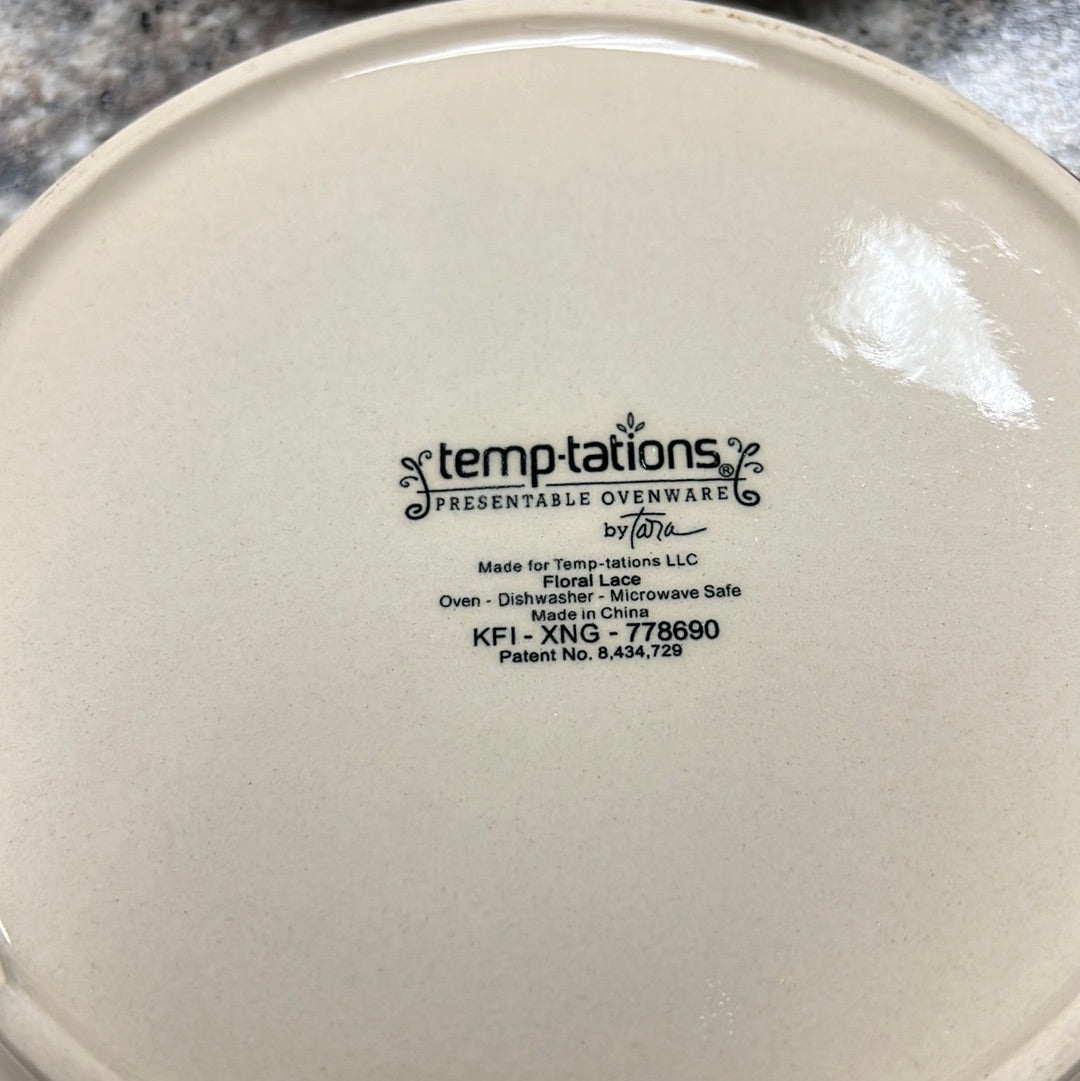 temp-tations®
PRESENTABLE OVENWARE
by Tara
Made for Temp-tations LLC
Floral Lace
Oven - Dishwasher - Microwave Safe
Made in China
KFI - XNG - 778690
Patent No. 8,434,729